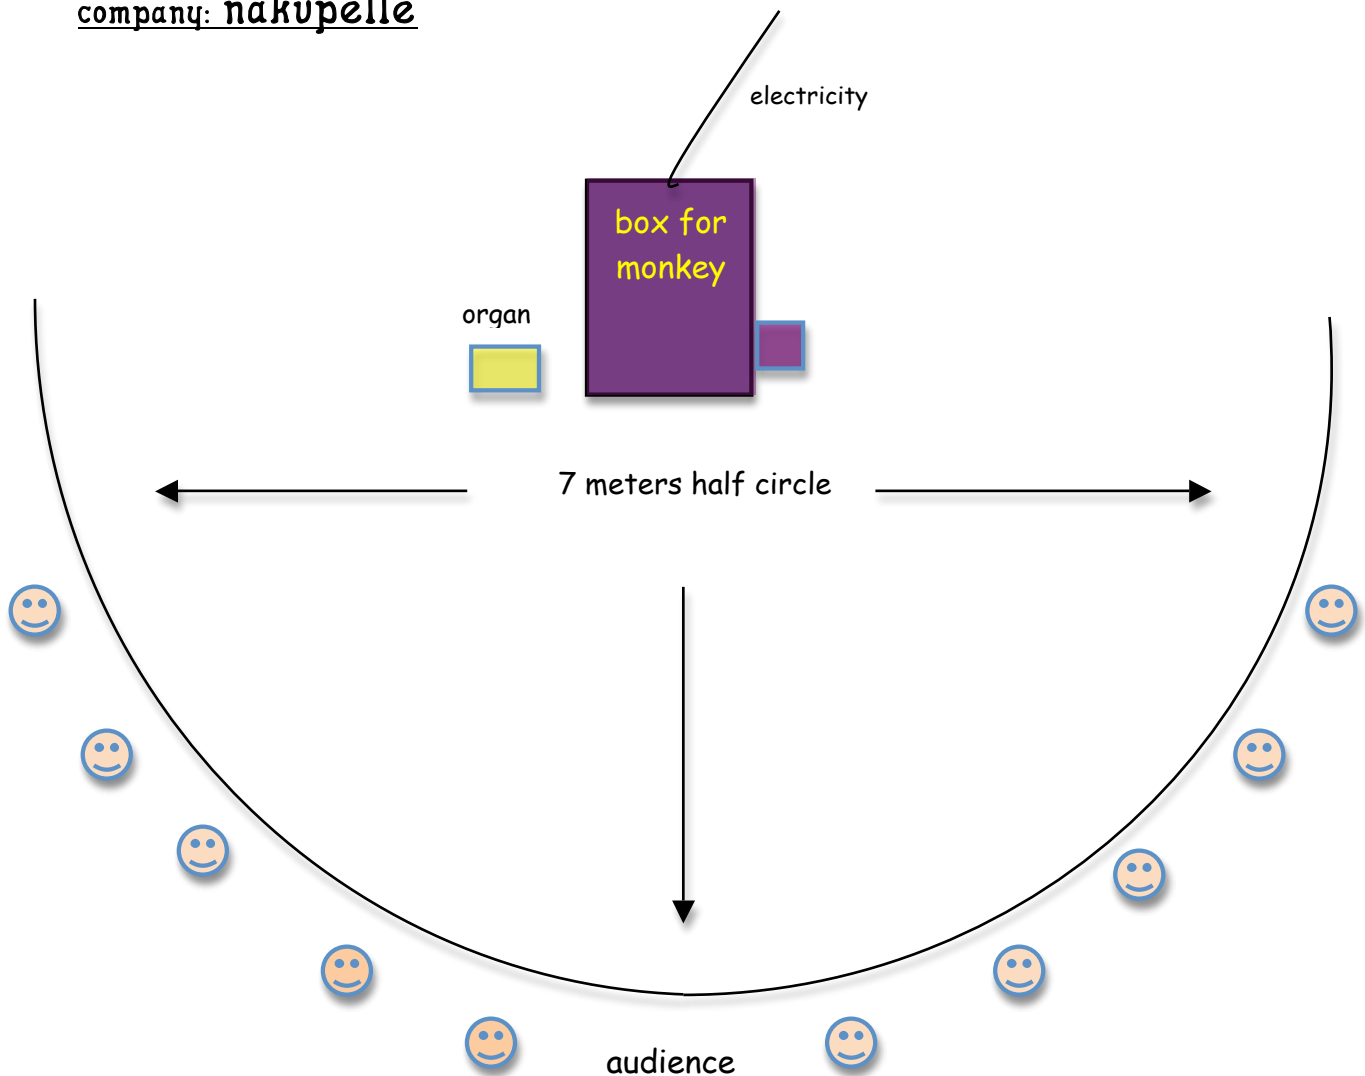 company: nakupelle
electricity
box for
monkey
organ
7 meters half circle
audience